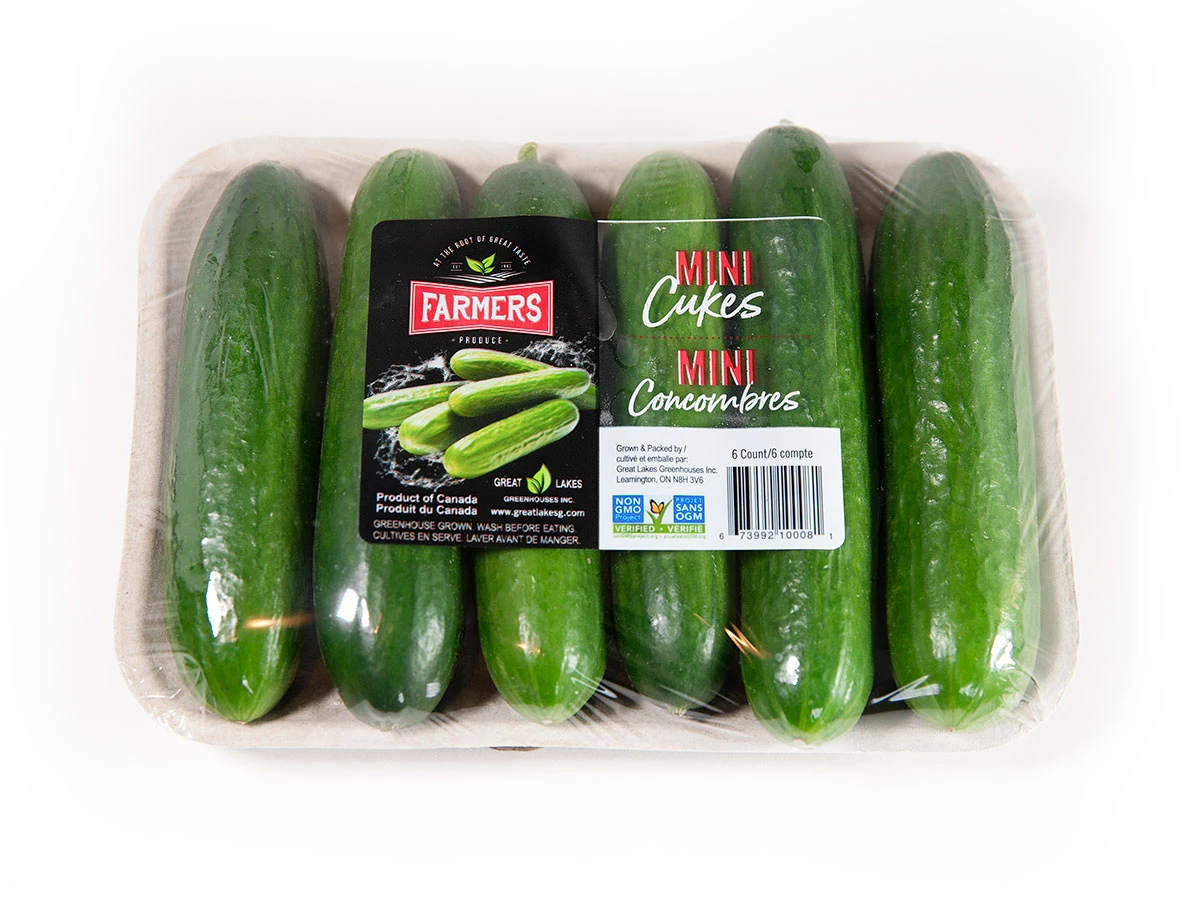 AT THE ROOT OF GREAT TASTE
FARMERS
- PRODUCE -
GREAT LAKES
GREENHOUSES INC.
Product of Canada
Produit du Canada
www.greatlakesg.com
GREENHOUSE GROWN. WASH BEFORE EATING
CULTIVES EN SERVE. LAVER AVANT DE MANGER.
MINI
Cukes
MINI
Concombres
Grown & Packed by /
cultivé et emballe par:
Great Lakes Greenhouses Inc.
Leamington, ON N8H 3V6
6 Count/6 compte
NON
GMO
Project
PROJET
SANS
OGM
VERIFIED • VÉRIFIÉ
6 73992 10008 1